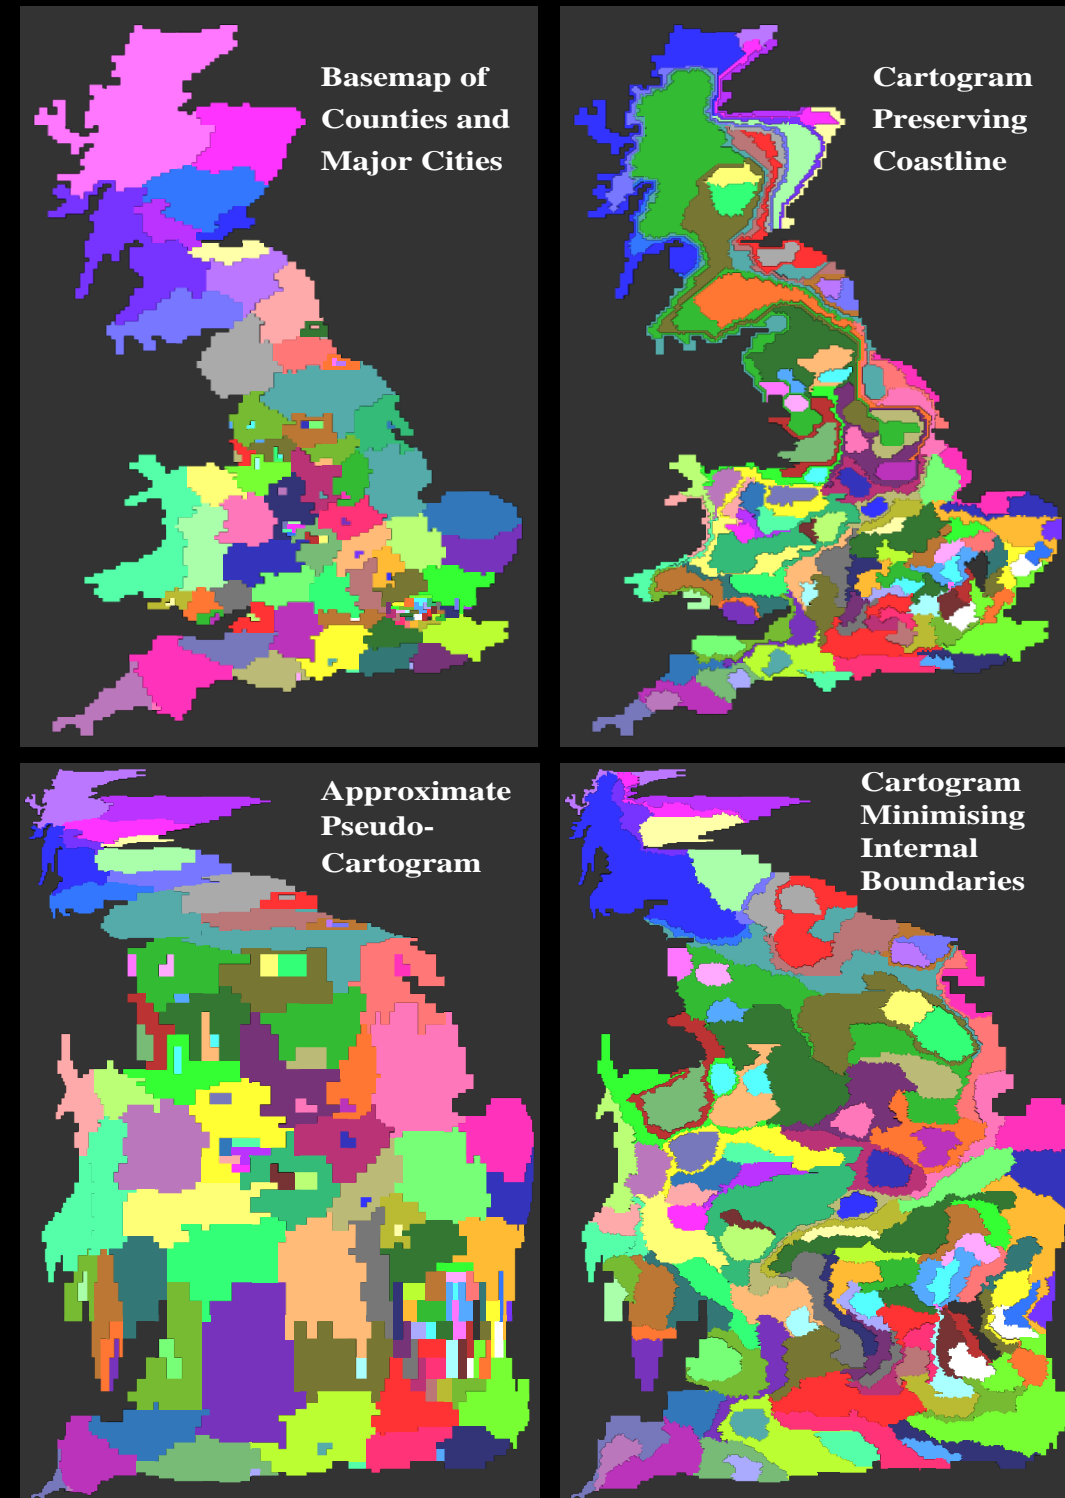 Basemap of
Counties and
Major Cities
Cartogram
Preserving
Coastline
Approximate
Pseudo-
Cartogram
Cartogram
Minimising
Internal
Boundaries